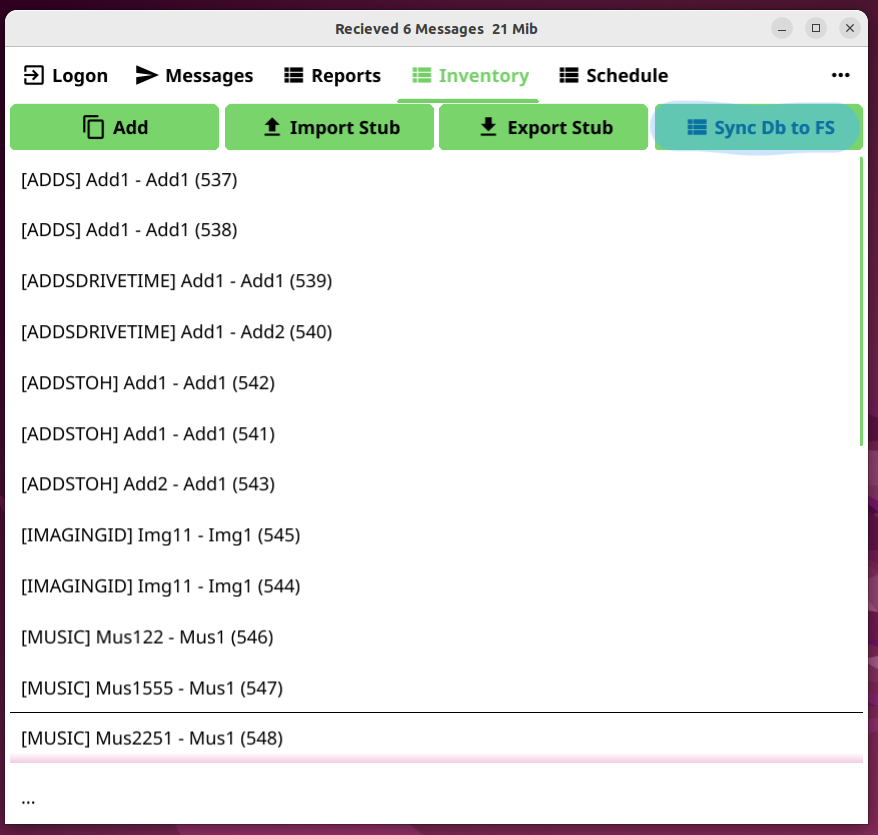 Recieved 6 Messages  21 Mib
Logon Messages Reports Inventory Schedule ...
Add Import Stub Export Stub Sync Db to FS
[ADDS] Add1 - Add1 (537)
[ADDS] Add1 - Add1 (538)
[ADDSDRIVETIME] Add1 - Add1 (539)
[ADDSDRIVETIME] Add1 - Add2 (540)
[ADDSTOH] Add1 - Add1 (542)
[ADDSTOH] Add1 - Add1 (541)
[ADDSTOH] Add2 - Add1 (543)
[IMAGINGID] Img11 - Img1 (545)
[IMAGINGID] Img11 - Img1 (544)
[MUSIC] Mus122 - Mus1 (546)
[MUSIC] Mus1555 - Mus1 (547)
[MUSIC] Mus2251 - Mus1 (548)
...